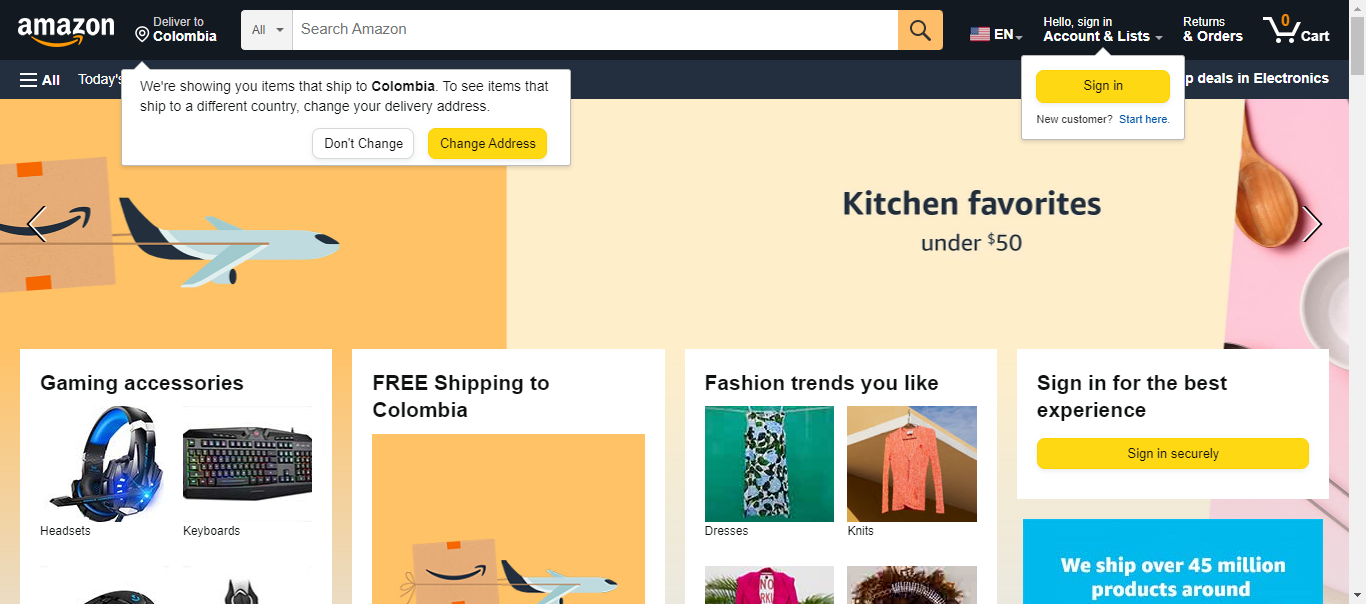 amazon
Deliver to
Colombia
All
Search Amazon
EN
Hello, sign in
Account & Lists
Returns
& Orders
0
Cart
All
Today's
p deals in Electronics
We're showing you items that ship to Colombia. To see items that
ship to a different country, change your delivery address.
Don't Change
Change Address
Sign in
New customer? Start here.
Kitchen favorites
under $50
Gaming accessories
Headsets
Keyboards
FREE Shipping to
Colombia
Fashion trends you like
Dresses
Knits
NO
Sign in for the best
experience
Sign in securely
We ship over 45 million
products around